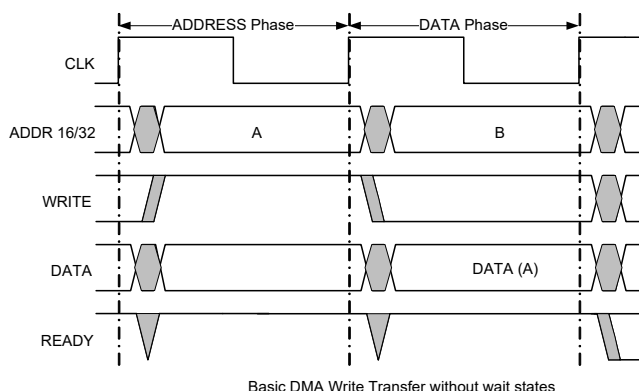 ADDRESS Phase DATA Phase
CLK
ADDR 16/32 A B
WRITE
DATA DATA (A)
READY
Basic DMA Write Transfer without wait states